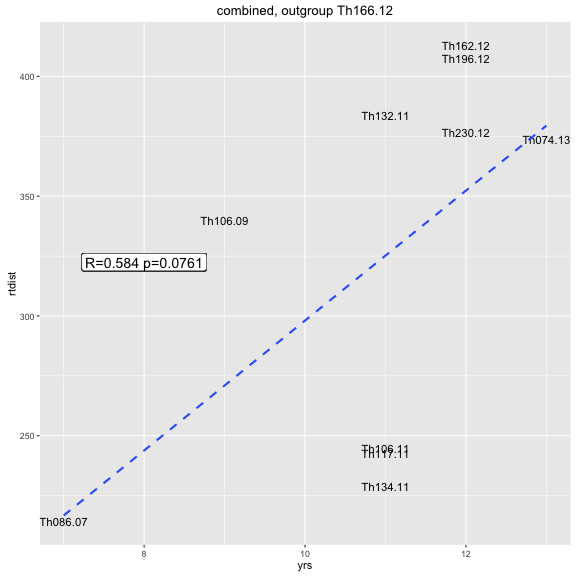 combined, outgroup Th166.12
Th162.12
Th196.12
400
Th132.11
Th230.12
Th074.13
350
Th106.09
R=0.584 p=0.0761
rtdist
300
Th106.11
Th117.11
250
Th134.11
Th086.07
8
10
12
yrs